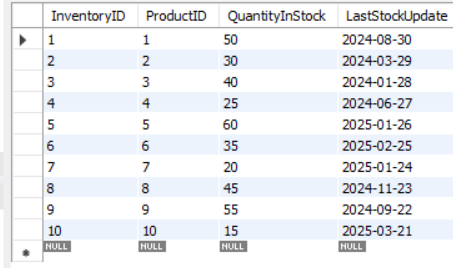 InventoryID ProductID QuantityInStock LastStockUpdate
1 1 50 2024-08-30
2 2 30 2024-03-29
3 3 40 2024-01-28
4 4 25 2024-06-27
5 5 60 2025-01-26
6 6 35 2025-02-25
7 7 20 2025-01-24
8 8 45 2024-11-23
9 9 55 2024-09-22
10 10 15 2025-03-21
NULL NULL NULL NULL